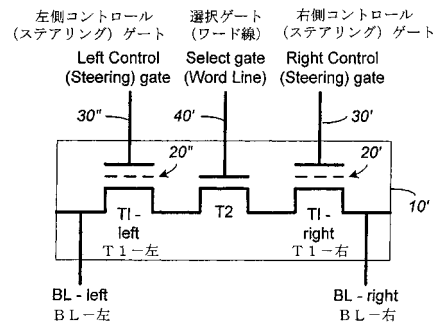 左側コントロール
(ステアリング)ゲート
選択ゲート
(ワード線)
右側コントロール
(ステアリング)ゲート
Left Control
(Steering) gate
Select gate
(Word Line)
Right Control
(Steering) gate
30"
40'
30'
20"
20'
10'
TI -
left
T1-左
T2
TI -
right
T1-右
BL - left
BL-左
BL - right
BL-右